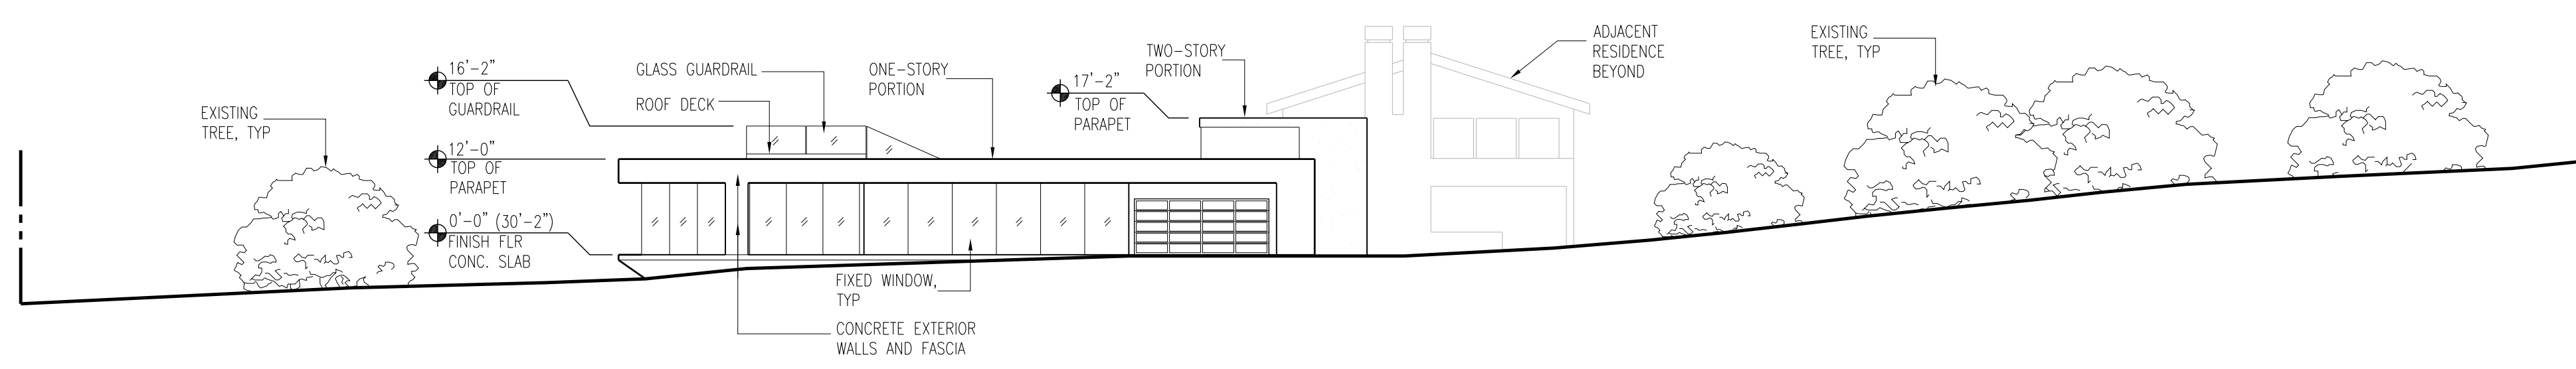 EXISTING
TREE, TYP
16'-2"
TOP OF
GUARDRAIL
12'-0"
TOP OF
PARAPET
0'-0" (30'-2")
FINISH FLR
CONC. SLAB
GLASS GUARDRAIL
ROOF DECK
ONE-STORY
PORTION
FIXED WINDOW,
TYP
CONCRETE EXTERIOR
WALLS AND FASCIA
17'-2"
TOP OF
PARAPET
TWO-STORY
PORTION
ADJACENT
RESIDENCE
BEYOND
EXISTING
TREE, TYP